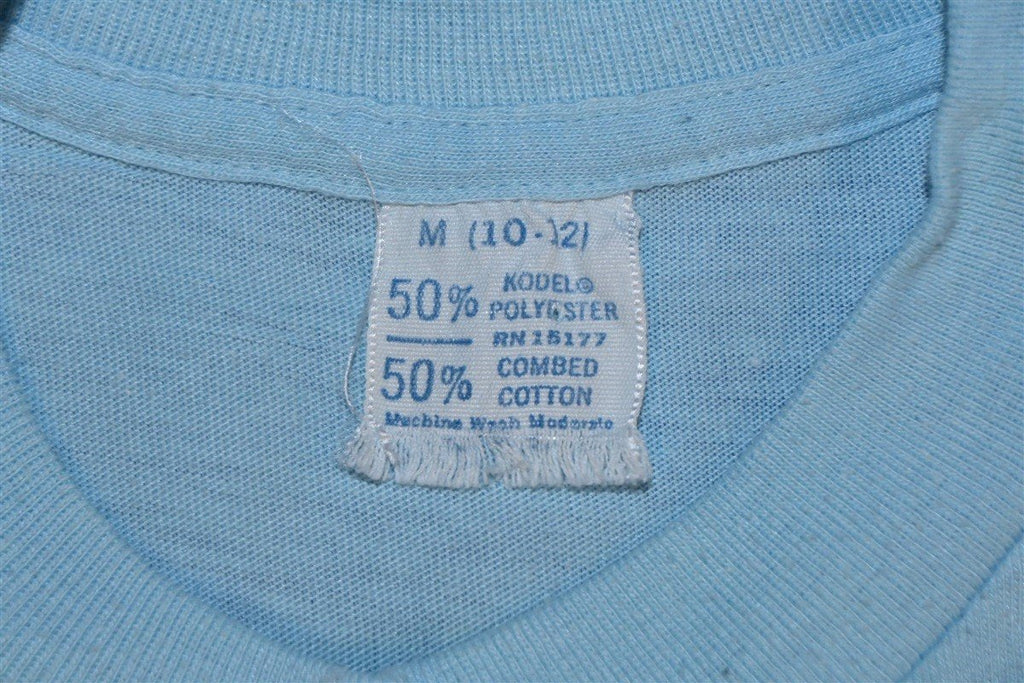 M (10-12)
50% KODEL©
POLYESTER
RN 15177
50% COMBED
COTTON
Machine Wash Moderate